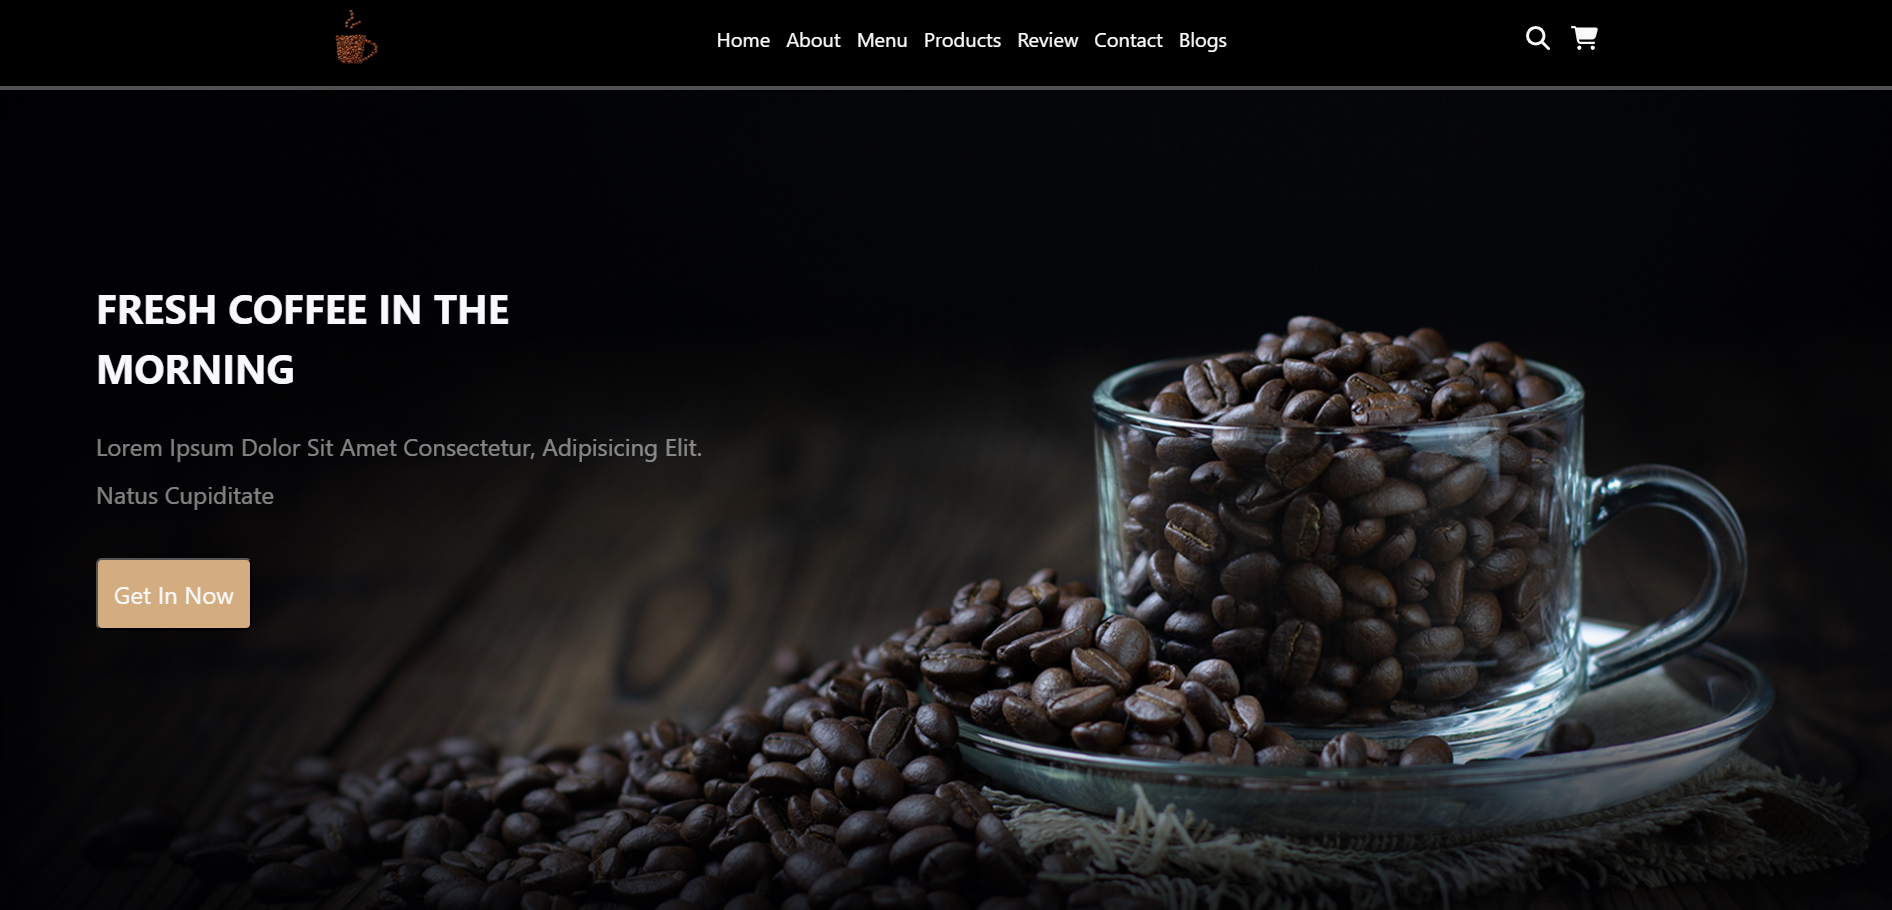 Home About Menu Products Review Contact Blogs
FRESH COFFEE IN THE
MORNING
Lorem Ipsum Dolor Sit Amet Consectetur, Adipisicing Elit.
Natus Cupiditate
Get In Now